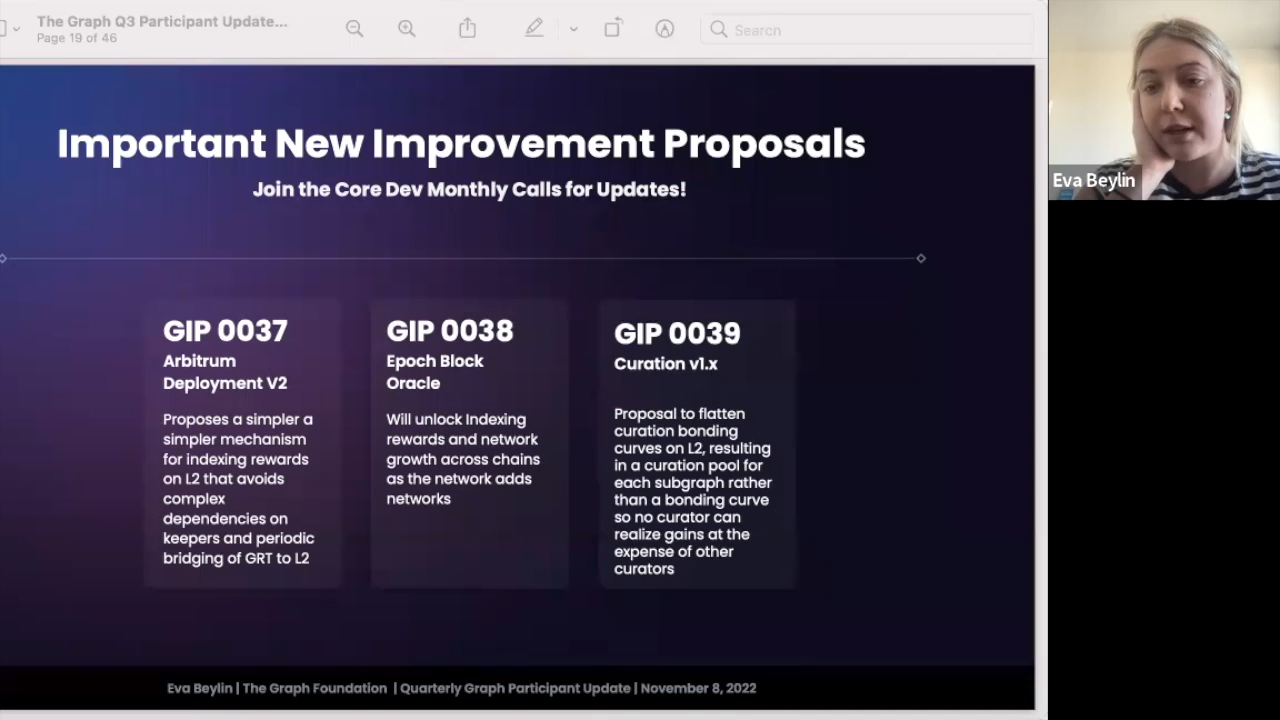 The Graph Q3 Participant Update...
Page 19 of 46
Search
Important New Improvement Proposals
Join the Core Dev Monthly Calls for Updates!
GIP 0037
Arbitrum
Deployment V2
Proposes a simpler a
simpler mechanism
for indexing rewards
on L2 that avoids
complex
dependencies on
keepers and periodic
bridging of GRT to L2
GIP 0038
Epoch Block
Oracle
Will unlock Indexing
rewards and network
growth across chains
as the network adds
networks
GIP 0039
Curation v1.x
Proposal to flatten
curation bonding
curves on L2, resulting
in a curation pool for
each subgraph rather
than a bonding curve
so no curator can
realize gains at the
expense of other
curators
Eva Beylin | The Graph Foundation | Quarterly Graph Participant Update | November 8, 2022
Eva Beylin